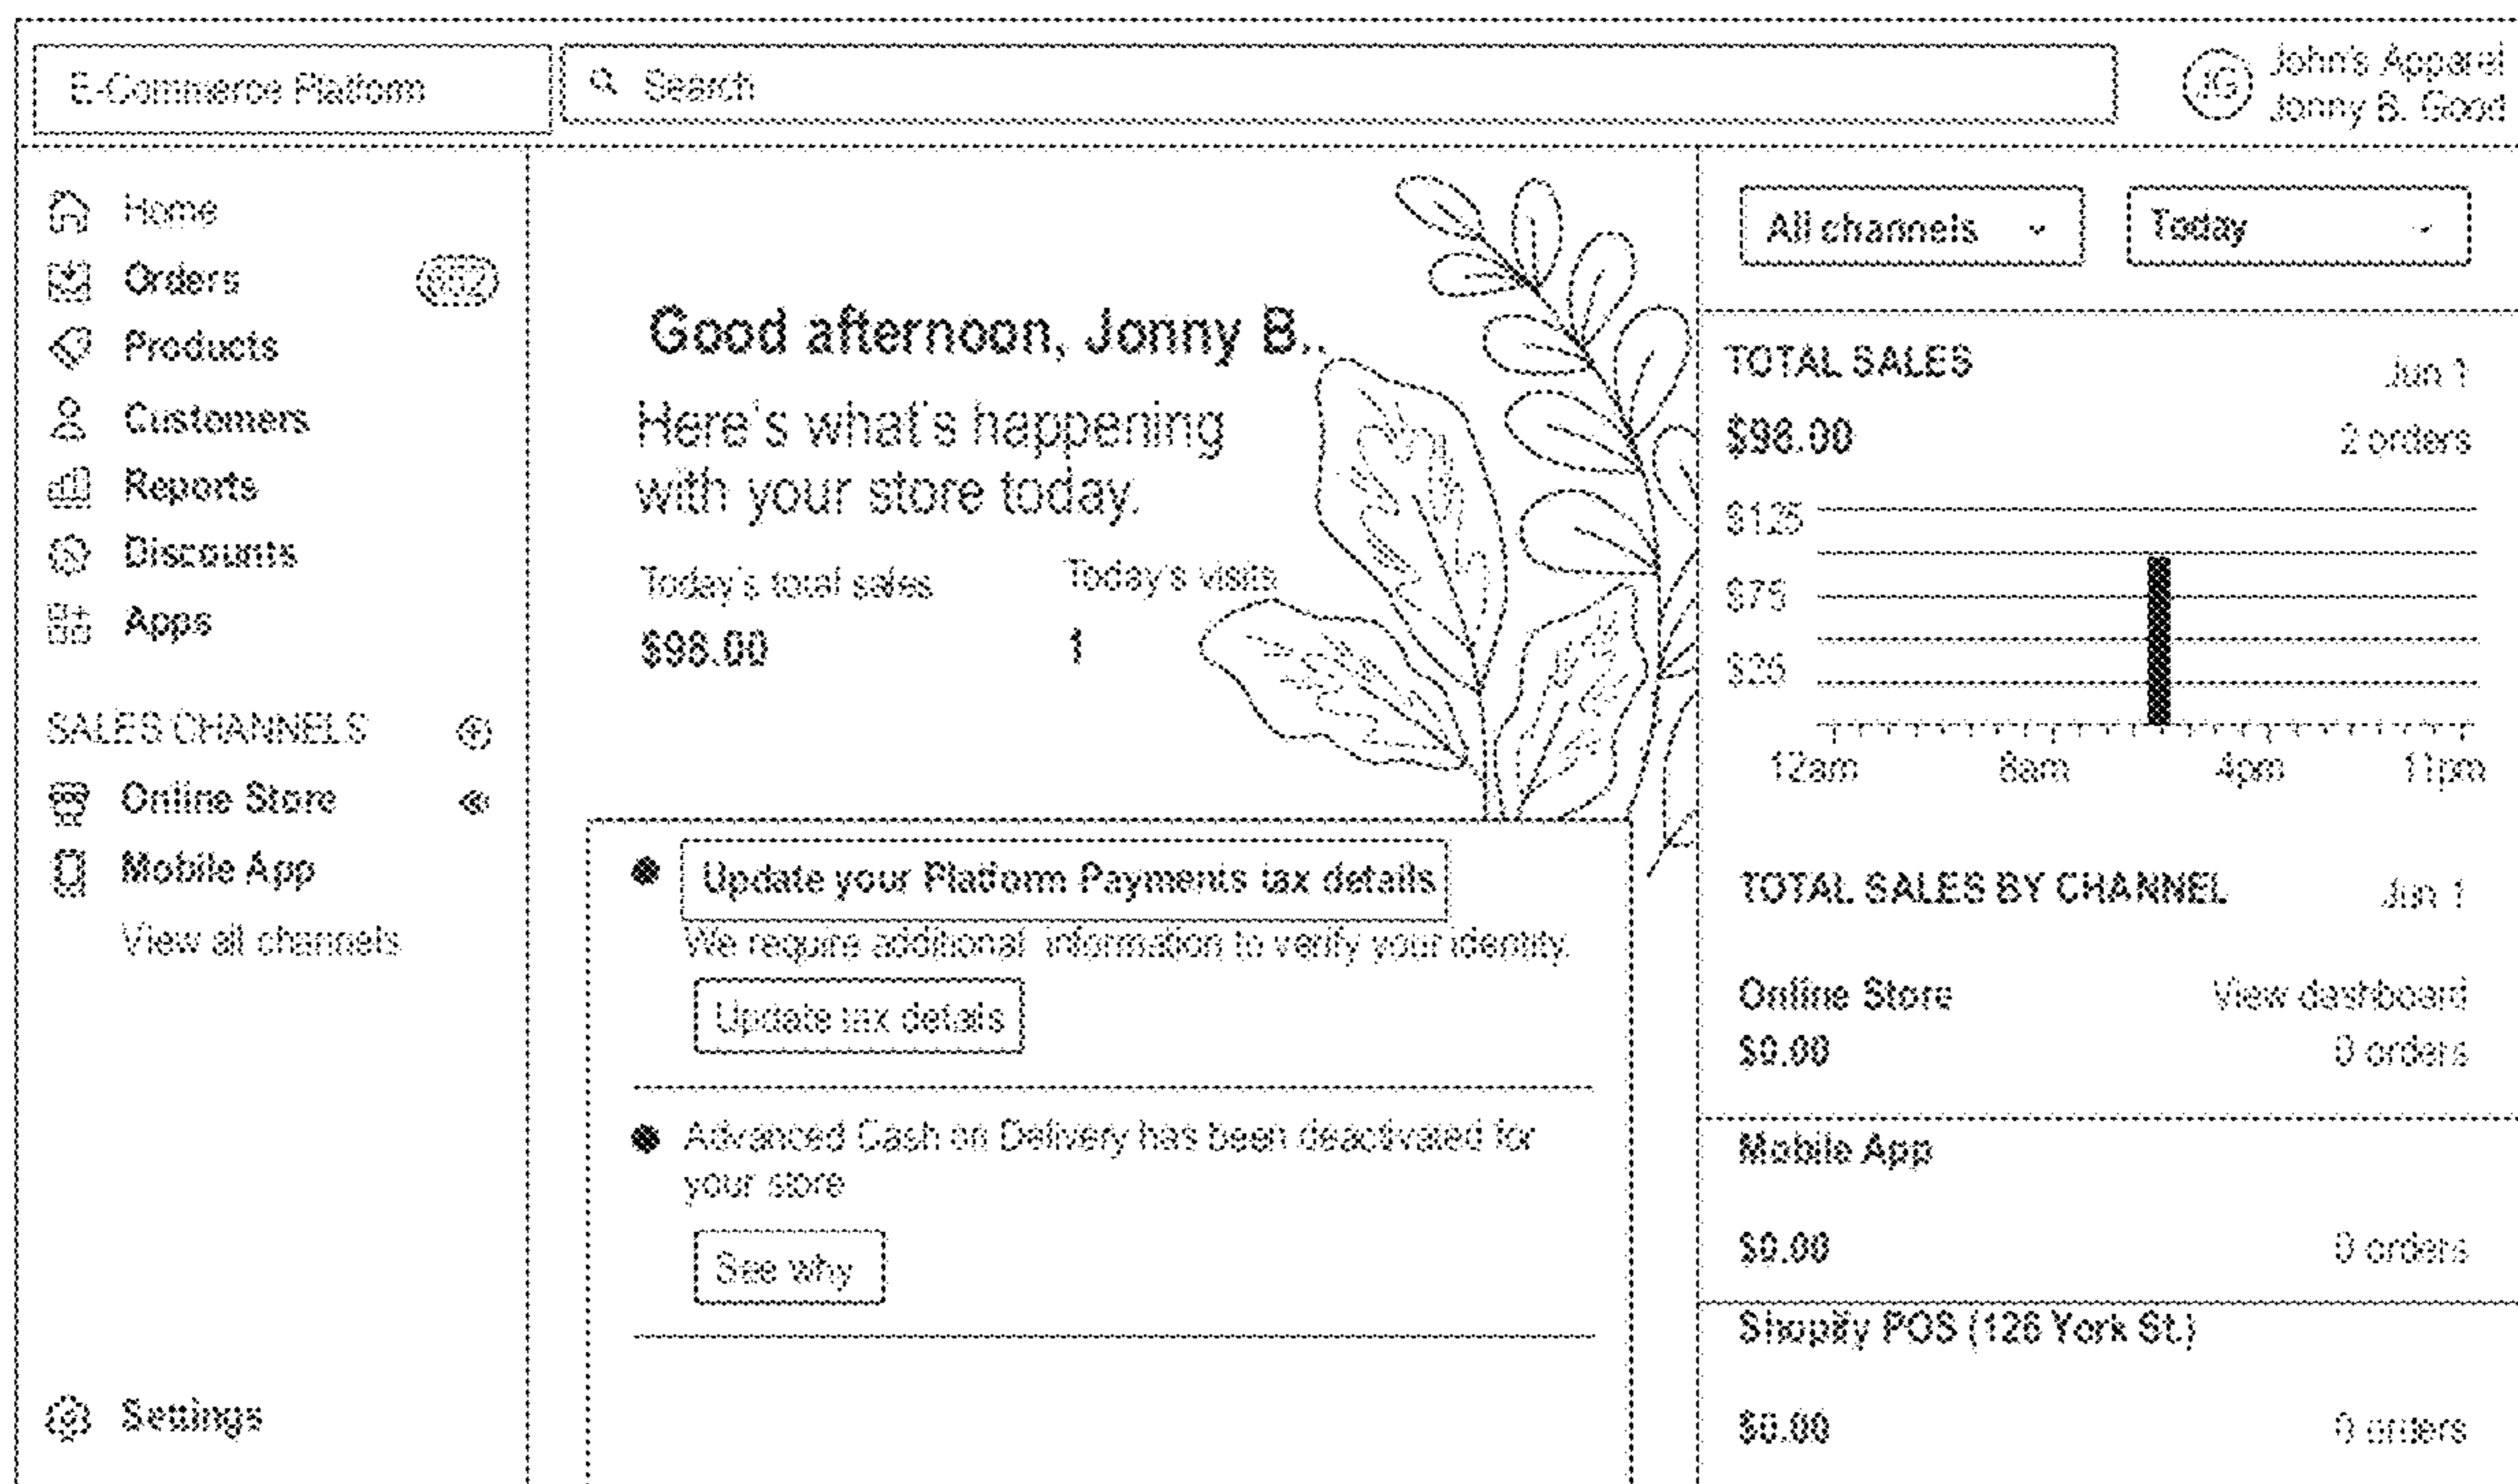 E-Commerce Platform
Search
JG
John's Apparel
Jonny B. Good
Home
Orders
Products
Customers
Reports
Discounts
Apps
SALES CHANNELS
Online Store
Mobile App
View all channels
Settings
Good afternoon, Jonny B..
Here's what's happening
with your store today.
Today's total sales
Today's visits
$98.00
1
Update your Platform Payments tax details
We require additional information to verify your identity.
Update tax details
Advanced Cash on Delivery has been deactivated for
your store
See why
All channels
Today
TOTAL SALES
Jun 1
$98.00
2 orders
$125
$75
$25
12am 8am 4pm 11pm
TOTAL SALES BY CHANNEL
Jun 1
Online Store
View dashboard
$0.00
0 orders
Mobile App
$0.00
0 orders
Shopify POS (126 York St.)
$0.00
0 orders